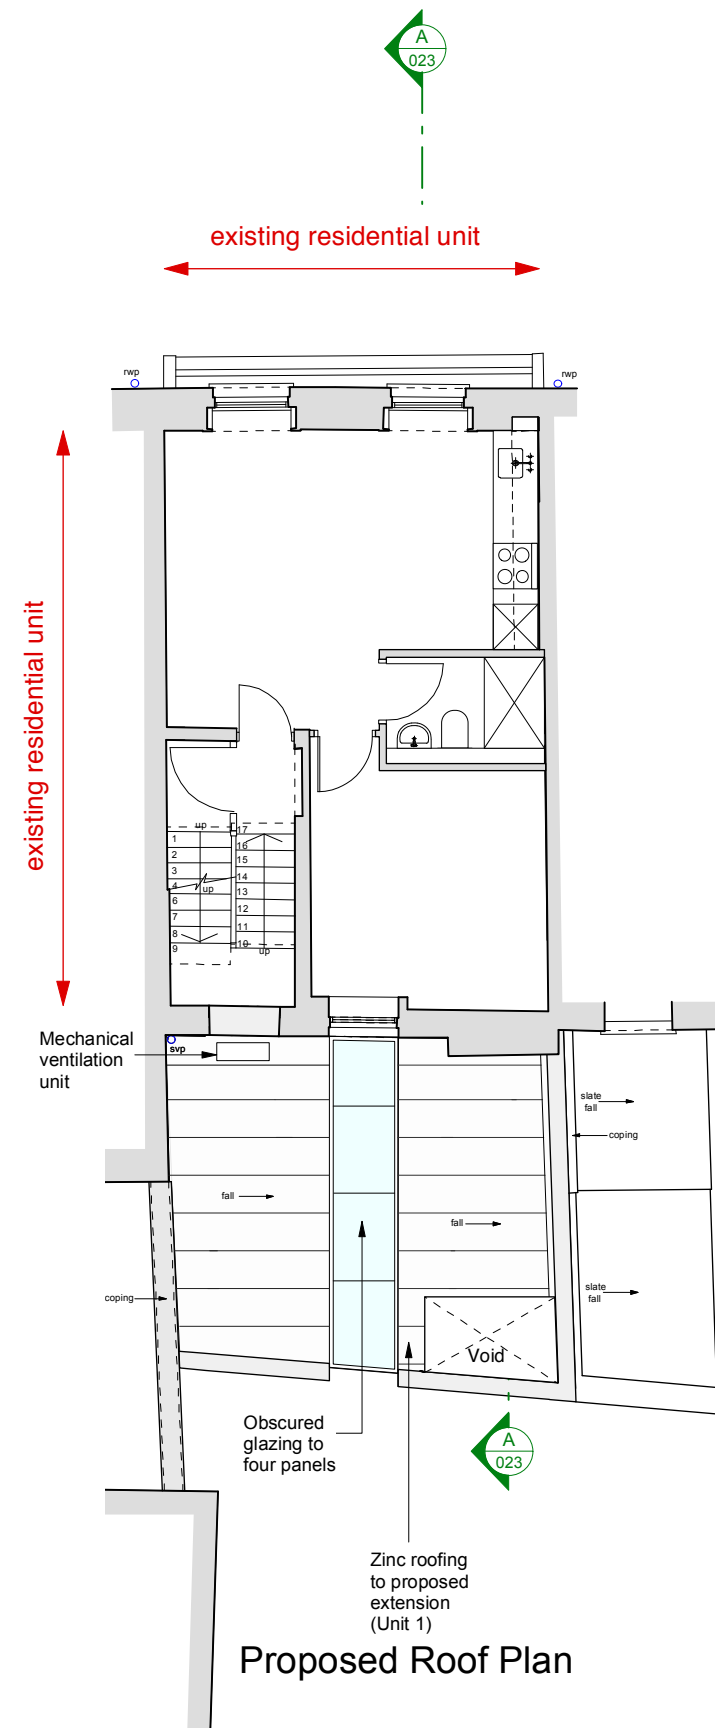 A
023
existing residential unit
rwp
rwp
existing residential unit
up
1
2
3
4
6
7
8
9
up
17
16
15
14
13
12
11
10
up
Mechanical
ventilation
unit
svp
slate
fall
coping
fall
fall
coping
slate
fall
Void
Obscured
glazing to
four panels
A
023
Zinc roofing
to proposed
extension
(Unit 1)
Proposed Roof Plan